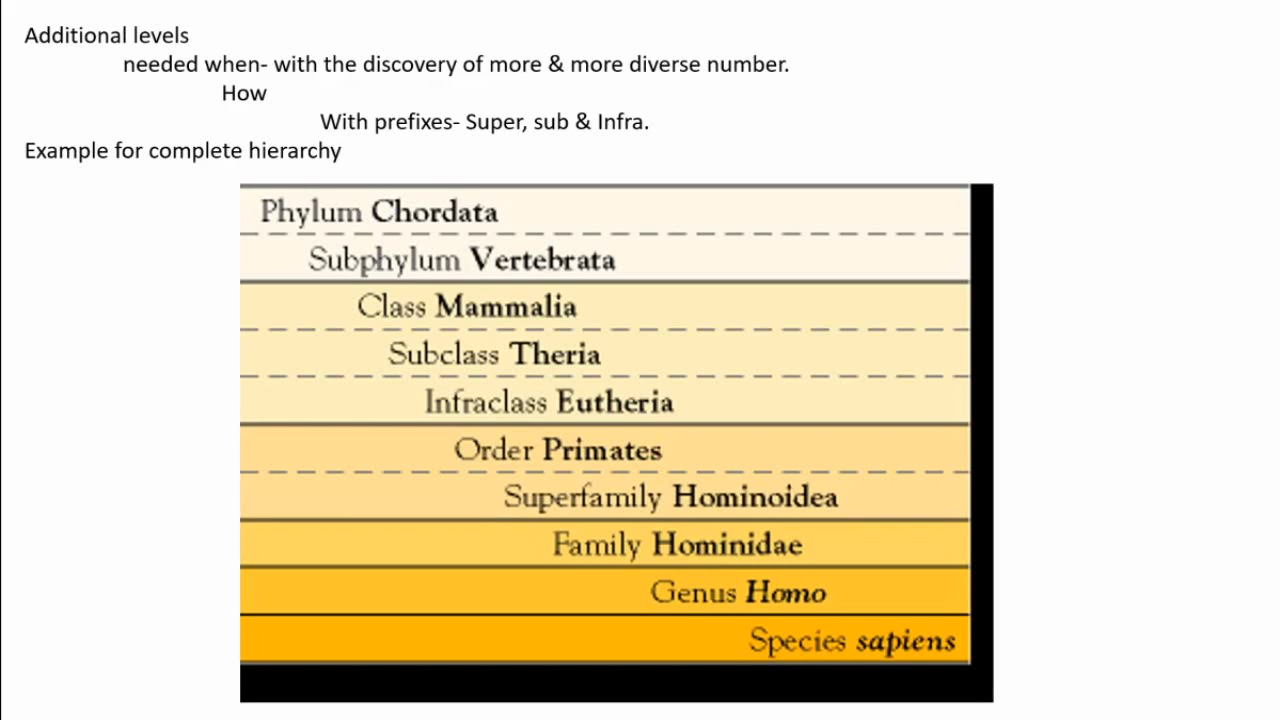 Additional levels
needed when- with the discovery of more & more diverse number.
How
With prefixes- Super, sub & Infra.
Example for complete hierarchy
Phylum Chordata
Subphylum Vertebrata
Class Mammalia
Subclass Theria
Infraclass Eutheria
Order Primates
Superfamily Hominoidea
Family Hominidae
Genus Homo
Species sapiens